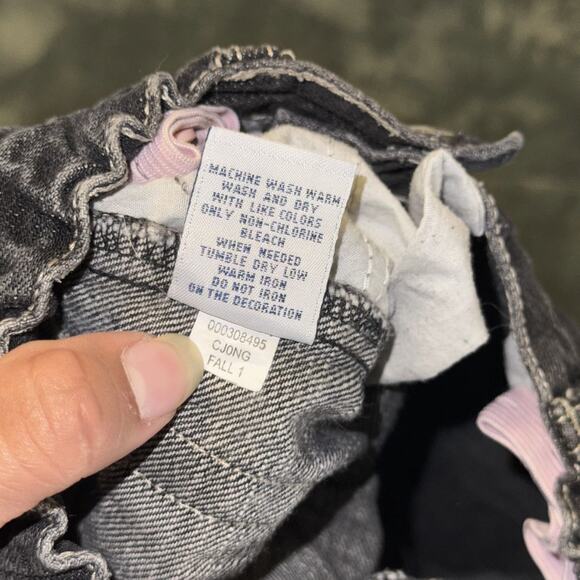 MACHINE WASH WARM
WASH AND DRY
WITH LIKE COLORS
ONLY NON-CHLORINE
BLEACH
WHEN NEEDED
TUMBLE DRY LOW
WARM IRON
DO NOT IRON
ON THE DECORATION
000308495
CJ0NG
FALL 1